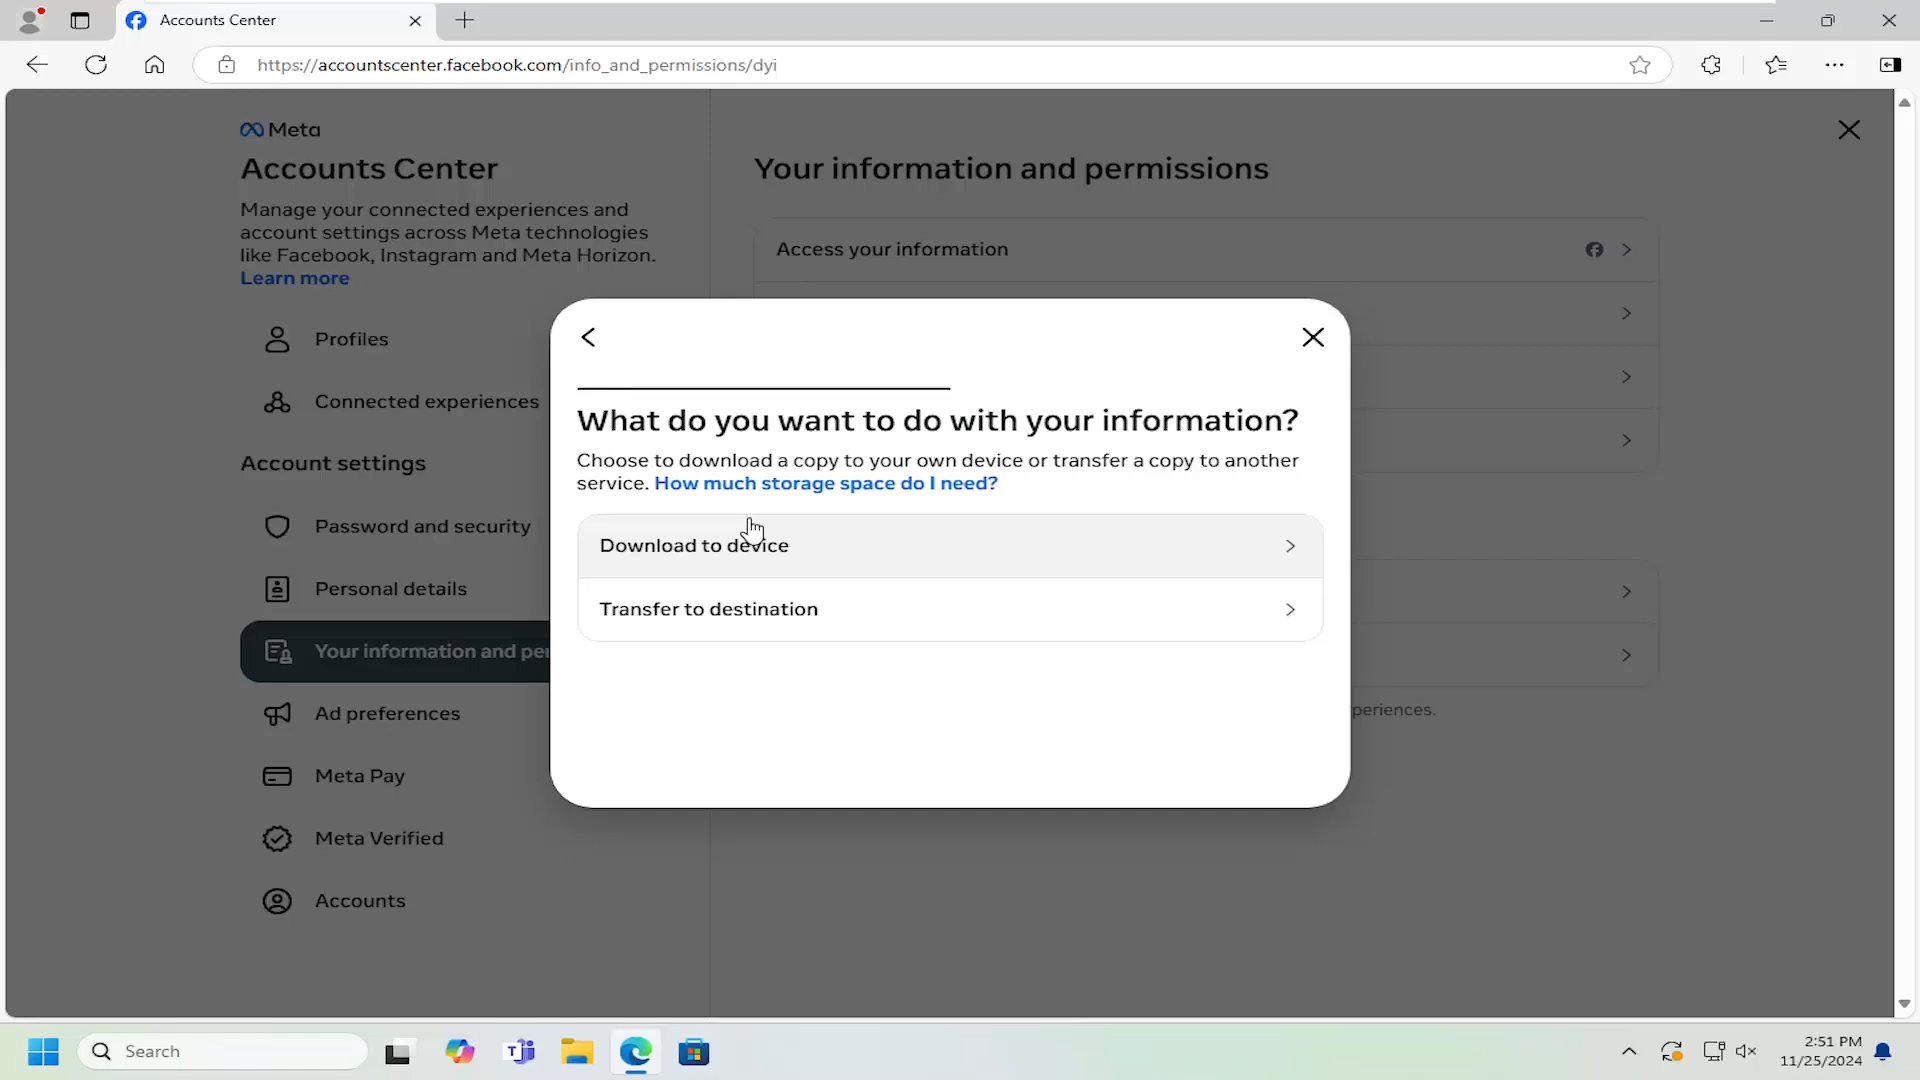 Accounts Center
https://accountscenter.facebook.com/info_and_permissions/dyi
Meta
Accounts Center
Manage your connected experiences and
account settings across Meta technologies
like Facebook, Instagram and Meta Horizon.
Learn more
Profiles
Connected experiences
Account settings
Password and security
Personal details
Your information and per
Ad preferences
Meta Pay
Meta Verified
Accounts
Your information and permissions
Access your information
periences.
What do you want to do with your information?
Choose to download a copy to your own device or transfer a copy to another
service. How much storage space do I need?
Download to device
Transfer to destination
Search
2:51 PM
11/25/2024